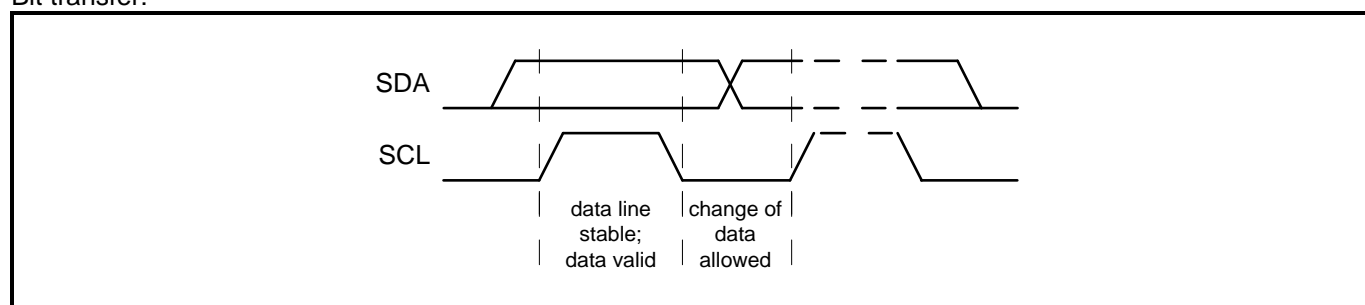 Bit transfer:
SDA
SCL
data line
stable;
data valid
change of
data
allowed